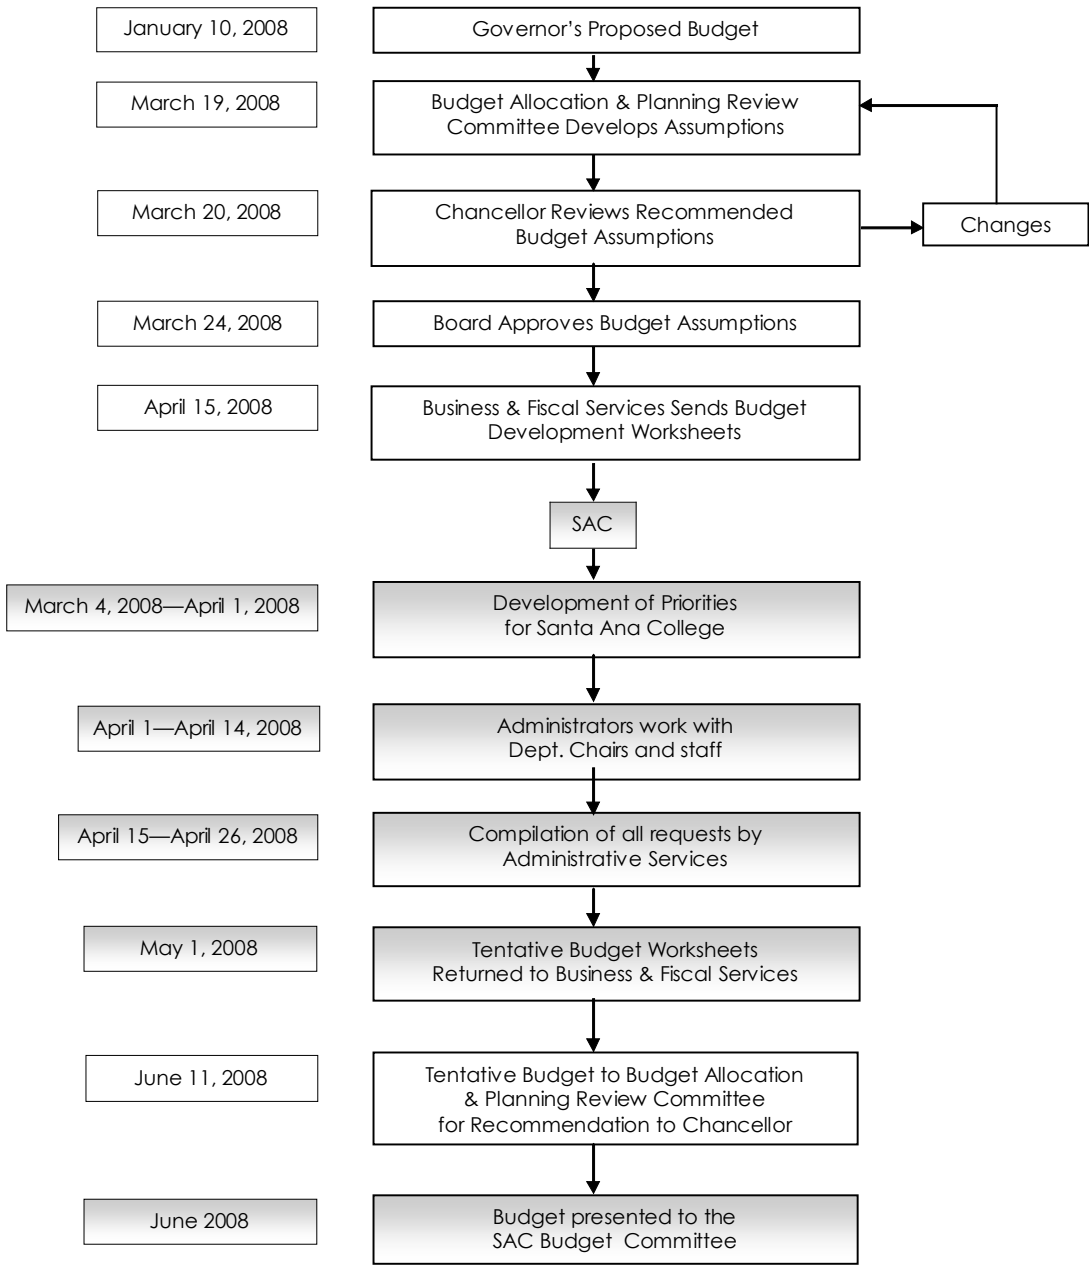 January 10, 2008
Governor’s Proposed Budget
March 19, 2008
Budget Allocation & Planning Review
Committee Develops Assumptions
March 20, 2008
Chancellor Reviews Recommended
Budget Assumptions
Changes
March 24, 2008
Board Approves Budget Assumptions
April 15, 2008
Business & Fiscal Services Sends Budget
Development Worksheets
SAC
March 4, 2008—April 1, 2008
Development of Priorities
for Santa Ana College
April 1—April 14, 2008
Administrators work with
Dept. Chairs and staff
April 15—April 26, 2008
Compilation of all requests by
Administrative Services
May 1, 2008
Tentative Budget Worksheets
Returned to Business & Fiscal Services
June 11, 2008
Tentative Budget to Budget Allocation
& Planning Review Committee
for Recommendation to Chancellor
June 2008
Budget presented to the
SAC Budget Committee